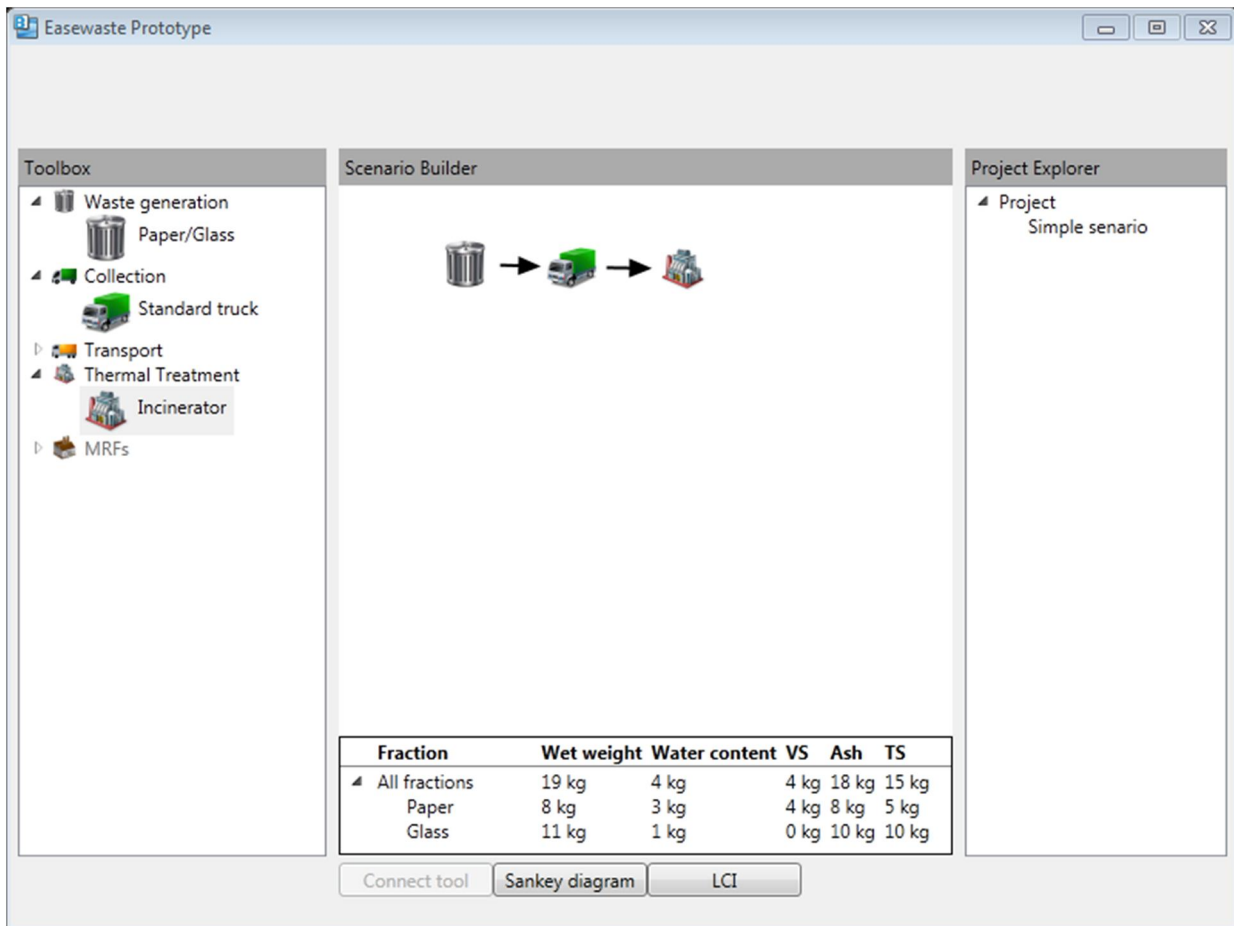 Easewaste Prototype
Toolbox
Waste generation
Paper/Glass
Collection
Standard truck
Transport
Thermal Treatment
Incinerator
MRFs
Scenario Builder
Fraction Wet weight Water content VS Ash TS
All fractions 19 kg 4 kg 4 kg 18 kg 15 kg
Paper 8 kg 3 kg 4 kg 8 kg 5 kg
Glass 11 kg 1 kg 0 kg 10 kg 10 kg
Connect tool Sankey diagram LCI
Project Explorer
Project
Simple senario